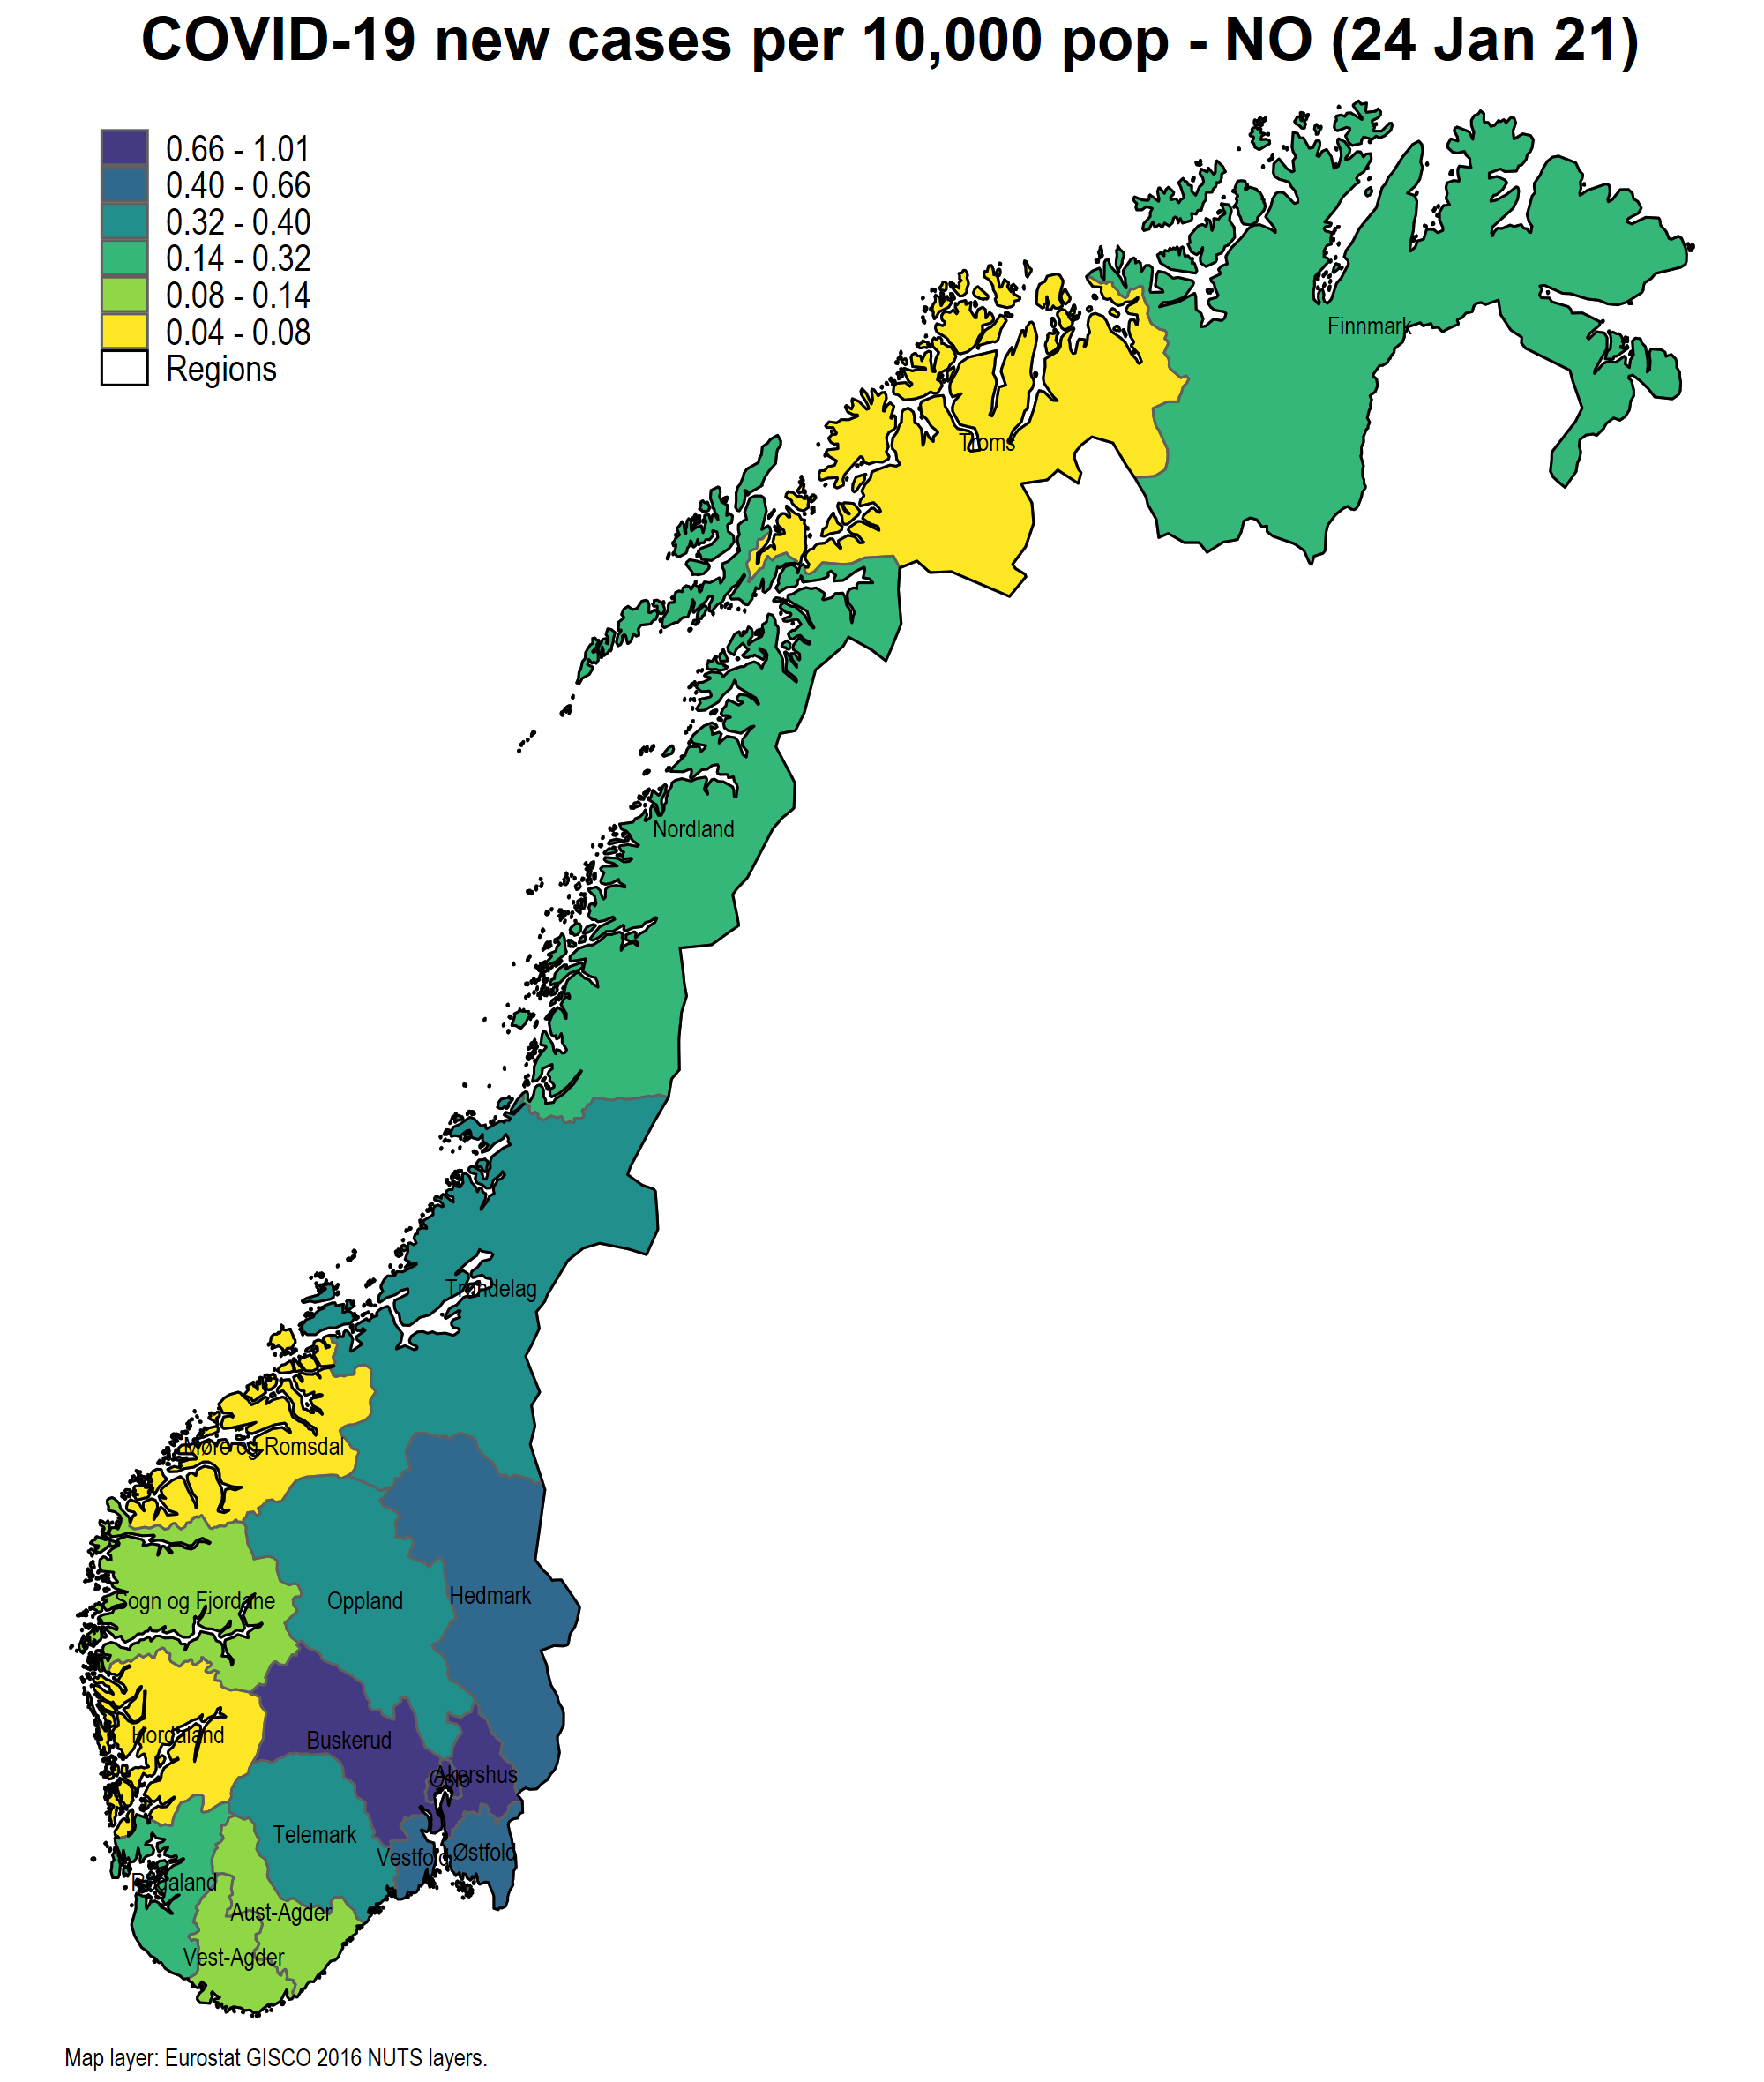 COVID-19 new cases per 10,000 pop - NO (24 Jan 21)
0.66 - 1.01
0.40 - 0.66
0.32 - 0.40
0.14 - 0.32
0.08 - 0.14
0.04 - 0.08
Regions
Finnmark
Troms
Nordland
Trøndelag
Møre og Romsdal
Hedmark
Sogn og Fjordane
Oppland
Hordaland
Buskerud
Oslo
Akershus
Telemark
Vestfold
Østfold
Rogaland
Aust-Agder
Vest-Agder
Map layer: Eurostat GISCO 2016 NUTS layers.